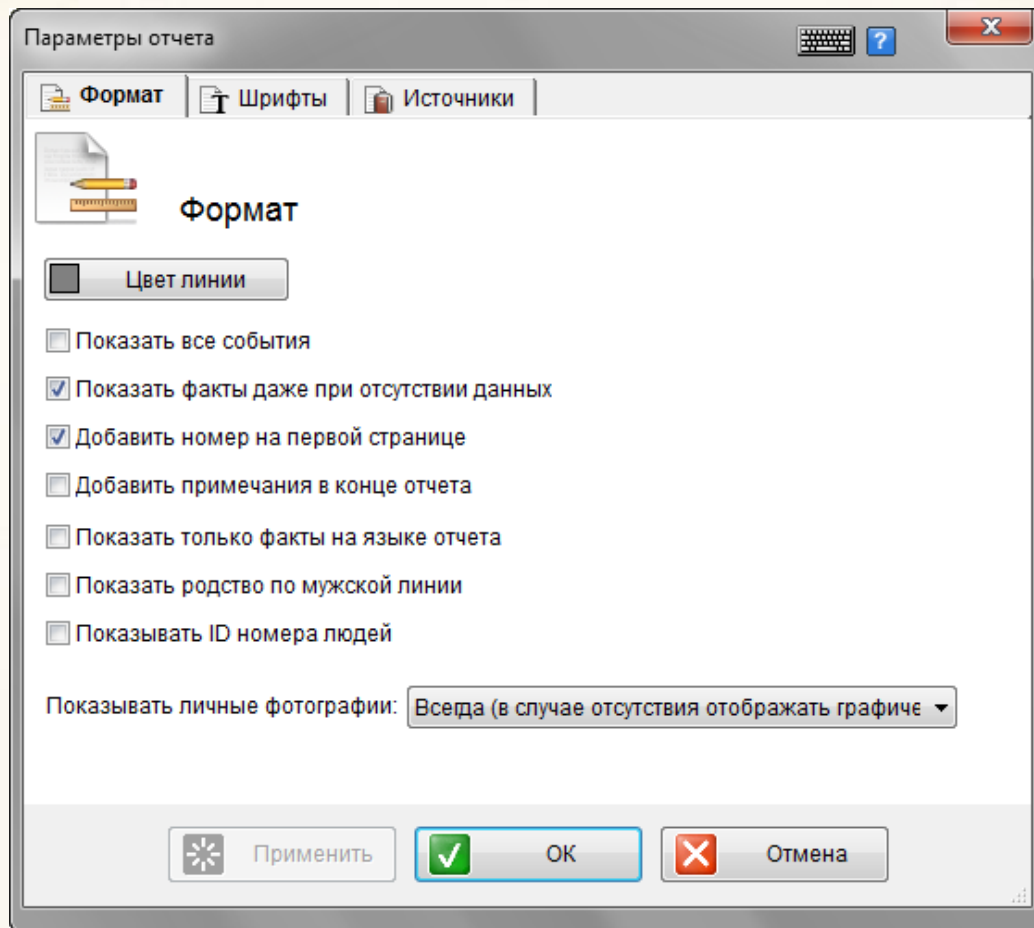 Параметры отчета
Формат Шрифты Источники
Формат
Цвет линии
Показать все события
Показать факты даже при отсутствии данных
Добавить номер на первой странице
Добавить примечания в конце отчета
Показать только факты на языке отчета
Показать родство по мужской линии
Показывать ID номера людей
Показывать личные фотографии: Всегда (в случае отсутствия отображать графиче
Применить ОК Отмена